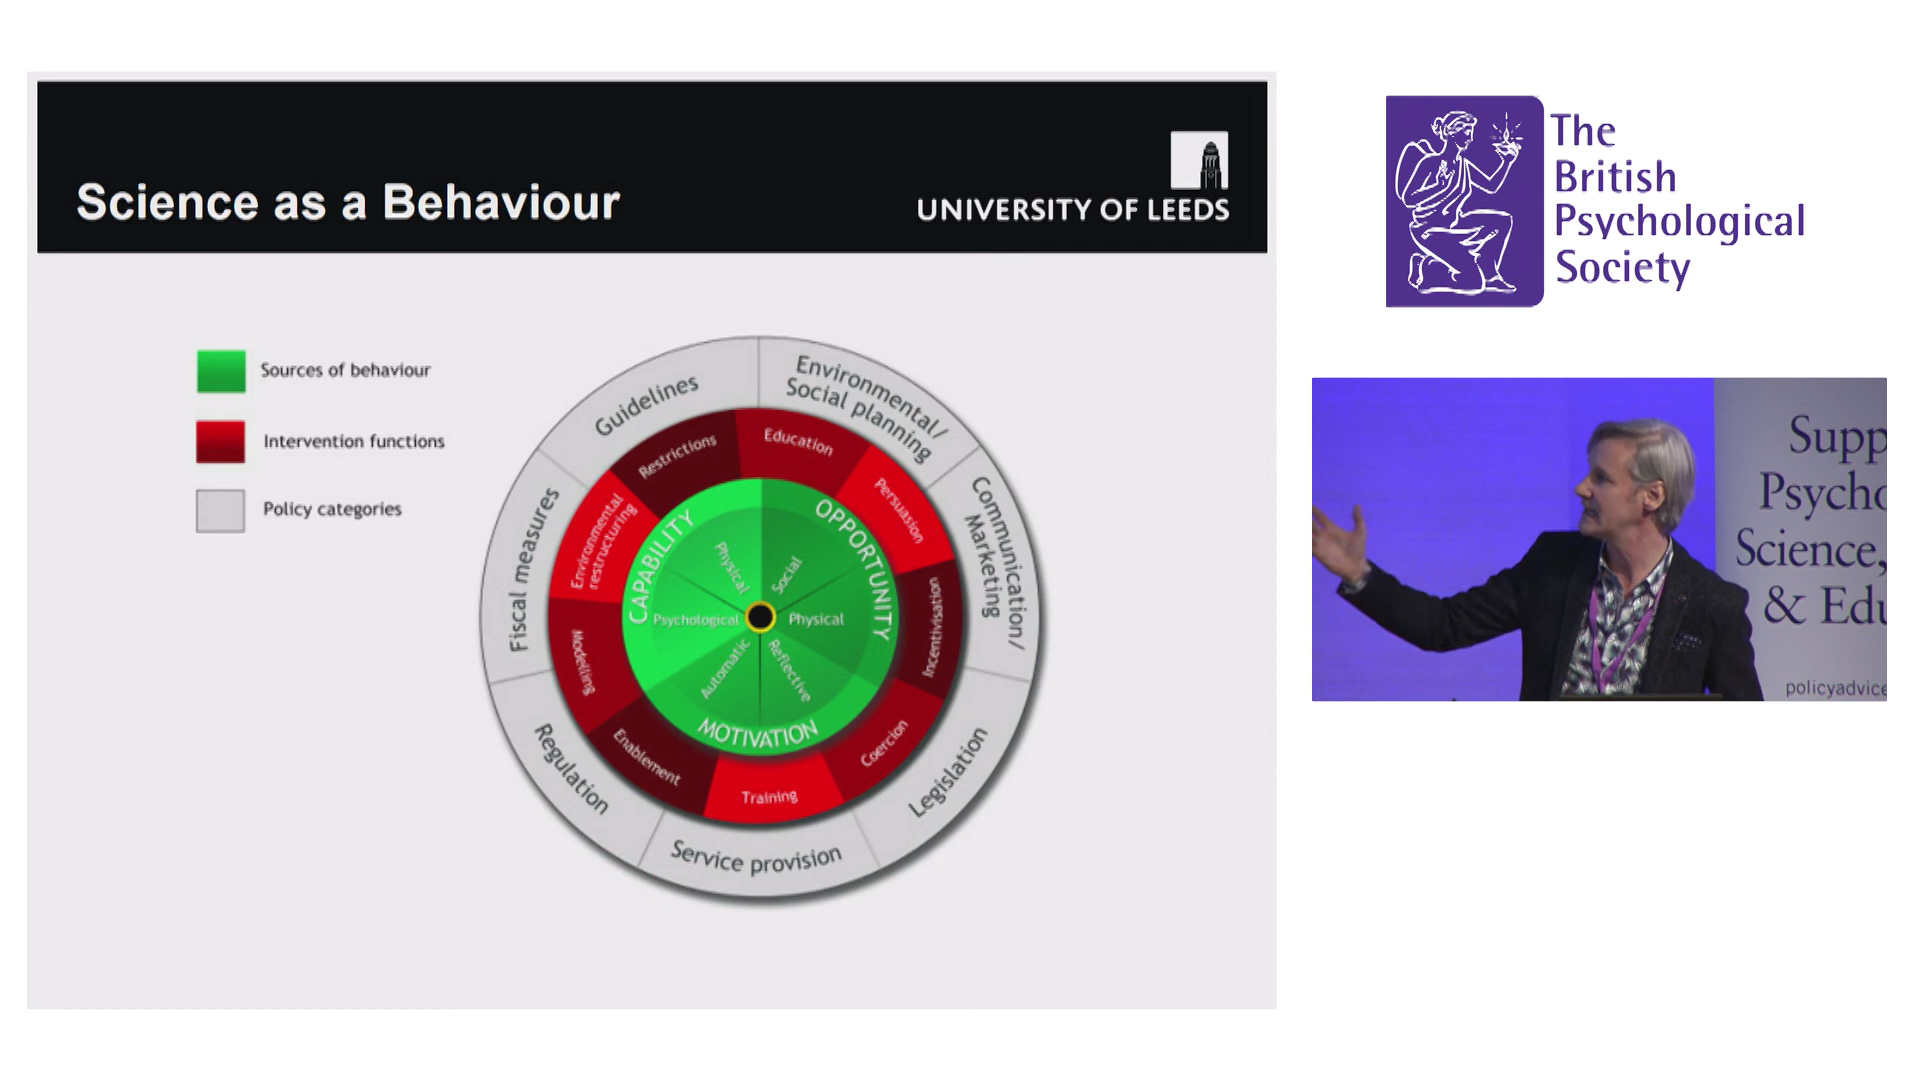 Science as a Behaviour
UNIVERSITY OF LEEDS
Sources of behaviour
Intervention functions
Policy categories
Guidelines
Environmental/
Social planning
Communication/
Marketing
Legislation
Service provision
Regulation
Fiscal measures
Restrictions
Education
Persuasion
Incentivisation
Coercion
Training
Enablement
Modelling
Environmental
restructuring
CAPABILITY
OPPORTUNITY
MOTIVATION
Physical
Social
Psychological
Physical
Automatic
Reflective
The
British
Psychological
Society
Supp
Psycho
Science,
& Edu
policyadvice